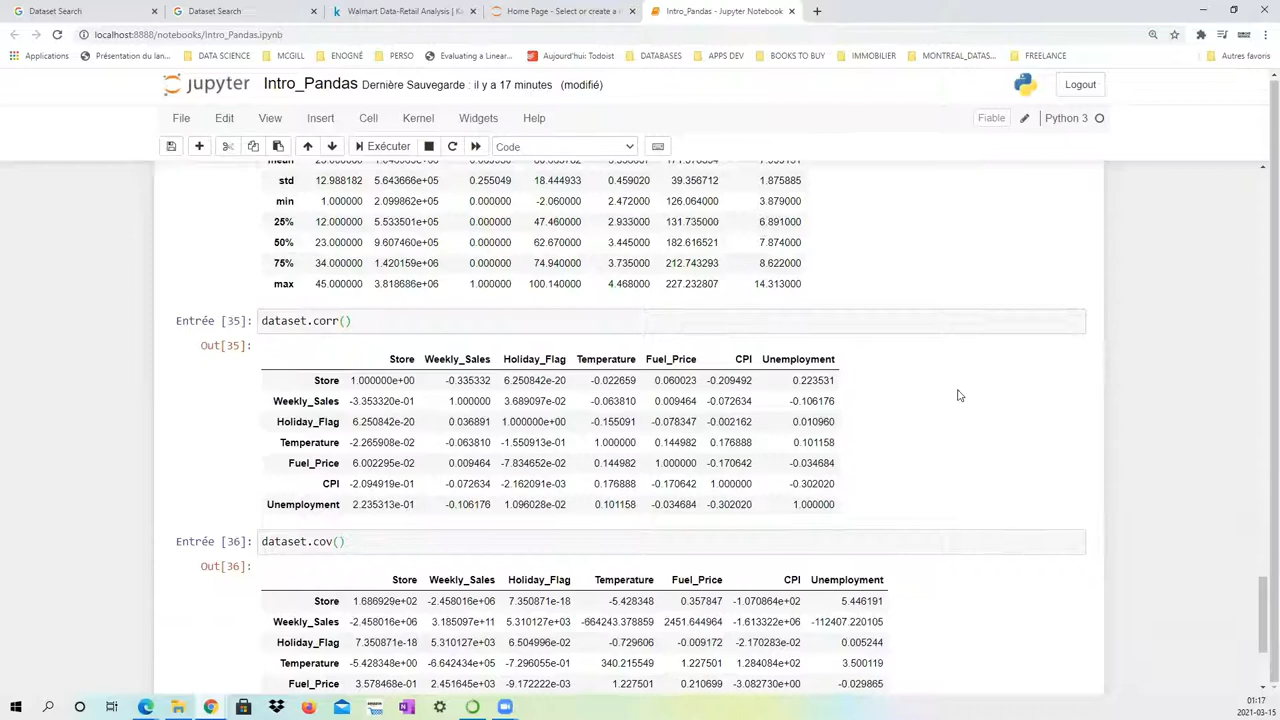 Dataset Search
Dataset Search
Walmart Data-Retail Analysis | Ka
Home Page - Select or create a n
Intro_Pandas - Jupyter Notebook
localhost:8888/notebooks/Intro_Pandas.ipynb
Applications Présentation du lan... DATA SCIENCE MCGILL ENOGNÉ PERSO Evaluating a Linear... Aujourd'hui: Todoist DATABASES APPS DEV BOOKS TO BUY IMMOBILIER MONTREAL_DATAS... FREELANCE Autres favoris
jupyter Intro_Pandas Dernière Sauvegarde : il y a 17 minutes (modifié) Logout
File Edit View Insert Cell Kernel Widgets Help Fiable Python 3
Exécuter Code
mean
std 12.988182 5.643666e+05 0.255049 18.444933 0.459020 39.356712 1.875885
min 1.000000 2.099862e+05 0.000000 -2.060000 2.472000 126.064000 3.879000
25% 12.000000 5.533501e+05 0.000000 47.460000 2.933000 131.735000 6.891000
50% 23.000000 9.607460e+05 0.000000 62.670000 3.445000 182.616521 7.874000
75% 34.000000 1.420159e+06 0.000000 74.940000 3.735000 212.743293 8.622000
max 45.000000 3.818686e+06 1.000000 100.140000 4.468000 227.232807 14.313000
Entrée [35]: dataset.corr()
Out[35]:
Store Weekly_Sales Holiday_Flag Temperature Fuel_Price CPI Unemployment
Store 1.000000e+00 -0.335332 6.250842e-20 -0.022659 0.060023 -0.209492 0.223531
Weekly_Sales -3.353320e-01 1.000000 3.689097e-02 -0.063810 0.009464 -0.072634 -0.106176
Holiday_Flag 6.250842e-20 0.036891 1.000000e+00 -0.155091 -0.078347 -0.002162 0.010960
Temperature -2.265908e-02 -0.063810 -1.550913e-01 1.000000 0.144982 0.176888 0.101158
Fuel_Price 6.002295e-02 0.009464 -7.834652e-02 0.144982 1.000000 -0.170642 -0.034684
CPI -2.094919e-01 -0.072634 -2.162091e-03 0.176888 -0.170642 1.000000 -0.302020
Unemployment 2.235313e-01 -0.106176 1.096028e-02 0.101158 -0.034684 -0.302020 1.000000
Entrée [36]: dataset.cov()
Out[36]:
Store Weekly_Sales Holiday_Flag Temperature Fuel_Price CPI Unemployment
Store 1.686929e+02 -2.458016e+06 7.350871e-18 -5.428348 0.357847 -1.070864e+02 5.446191
Weekly_Sales -2.458016e+06 3.185097e+11 5.310127e+03 -664243.378859 2451.644964 -1.613322e+06 -112407.220105
Holiday_Flag 7.350871e-18 5.310127e+03 6.504996e-02 -0.729606 -0.009172 -2.170283e-02 0.005244
Temperature -5.428348e+00 -6.642434e+05 -7.296055e-01 340.215549 1.227501 1.284084e+02 3.500119
Fuel_Price 3.578468e-01 2.451645e+03 -9.172222e-03 1.227501 0.210699 -3.082730e+00 -0.029865
01:17
2021-03-15